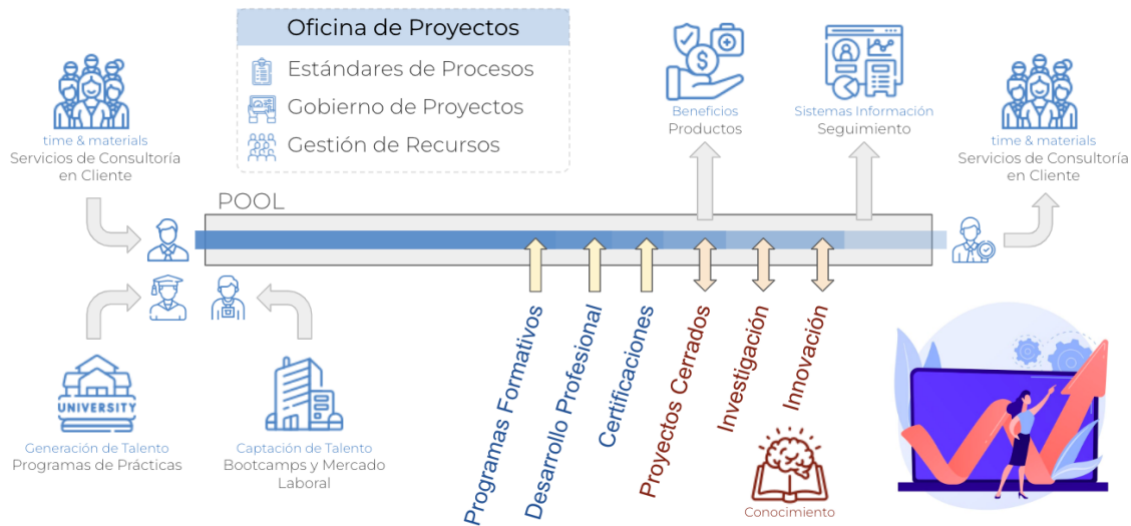 Oficina de Proyectos
Estándares de Procesos
Gobierno de Proyectos
Gestión de Recursos
time & materials
Servicios de Consultoría
en Cliente
Beneficios
Productos
Sistemas Información
Seguimiento
time & materials
Servicios de Consultoría
en Cliente
POOL
UNIVERSITY
Generación de Talento
Programas de Prácticas
Captación de Talento
Bootcamps y Mercado
Laboral
Programas Formativos
Desarrollo Profesional
Certificaciones
Proyectos Cerrados
Investigación
Innovación
Conocimiento